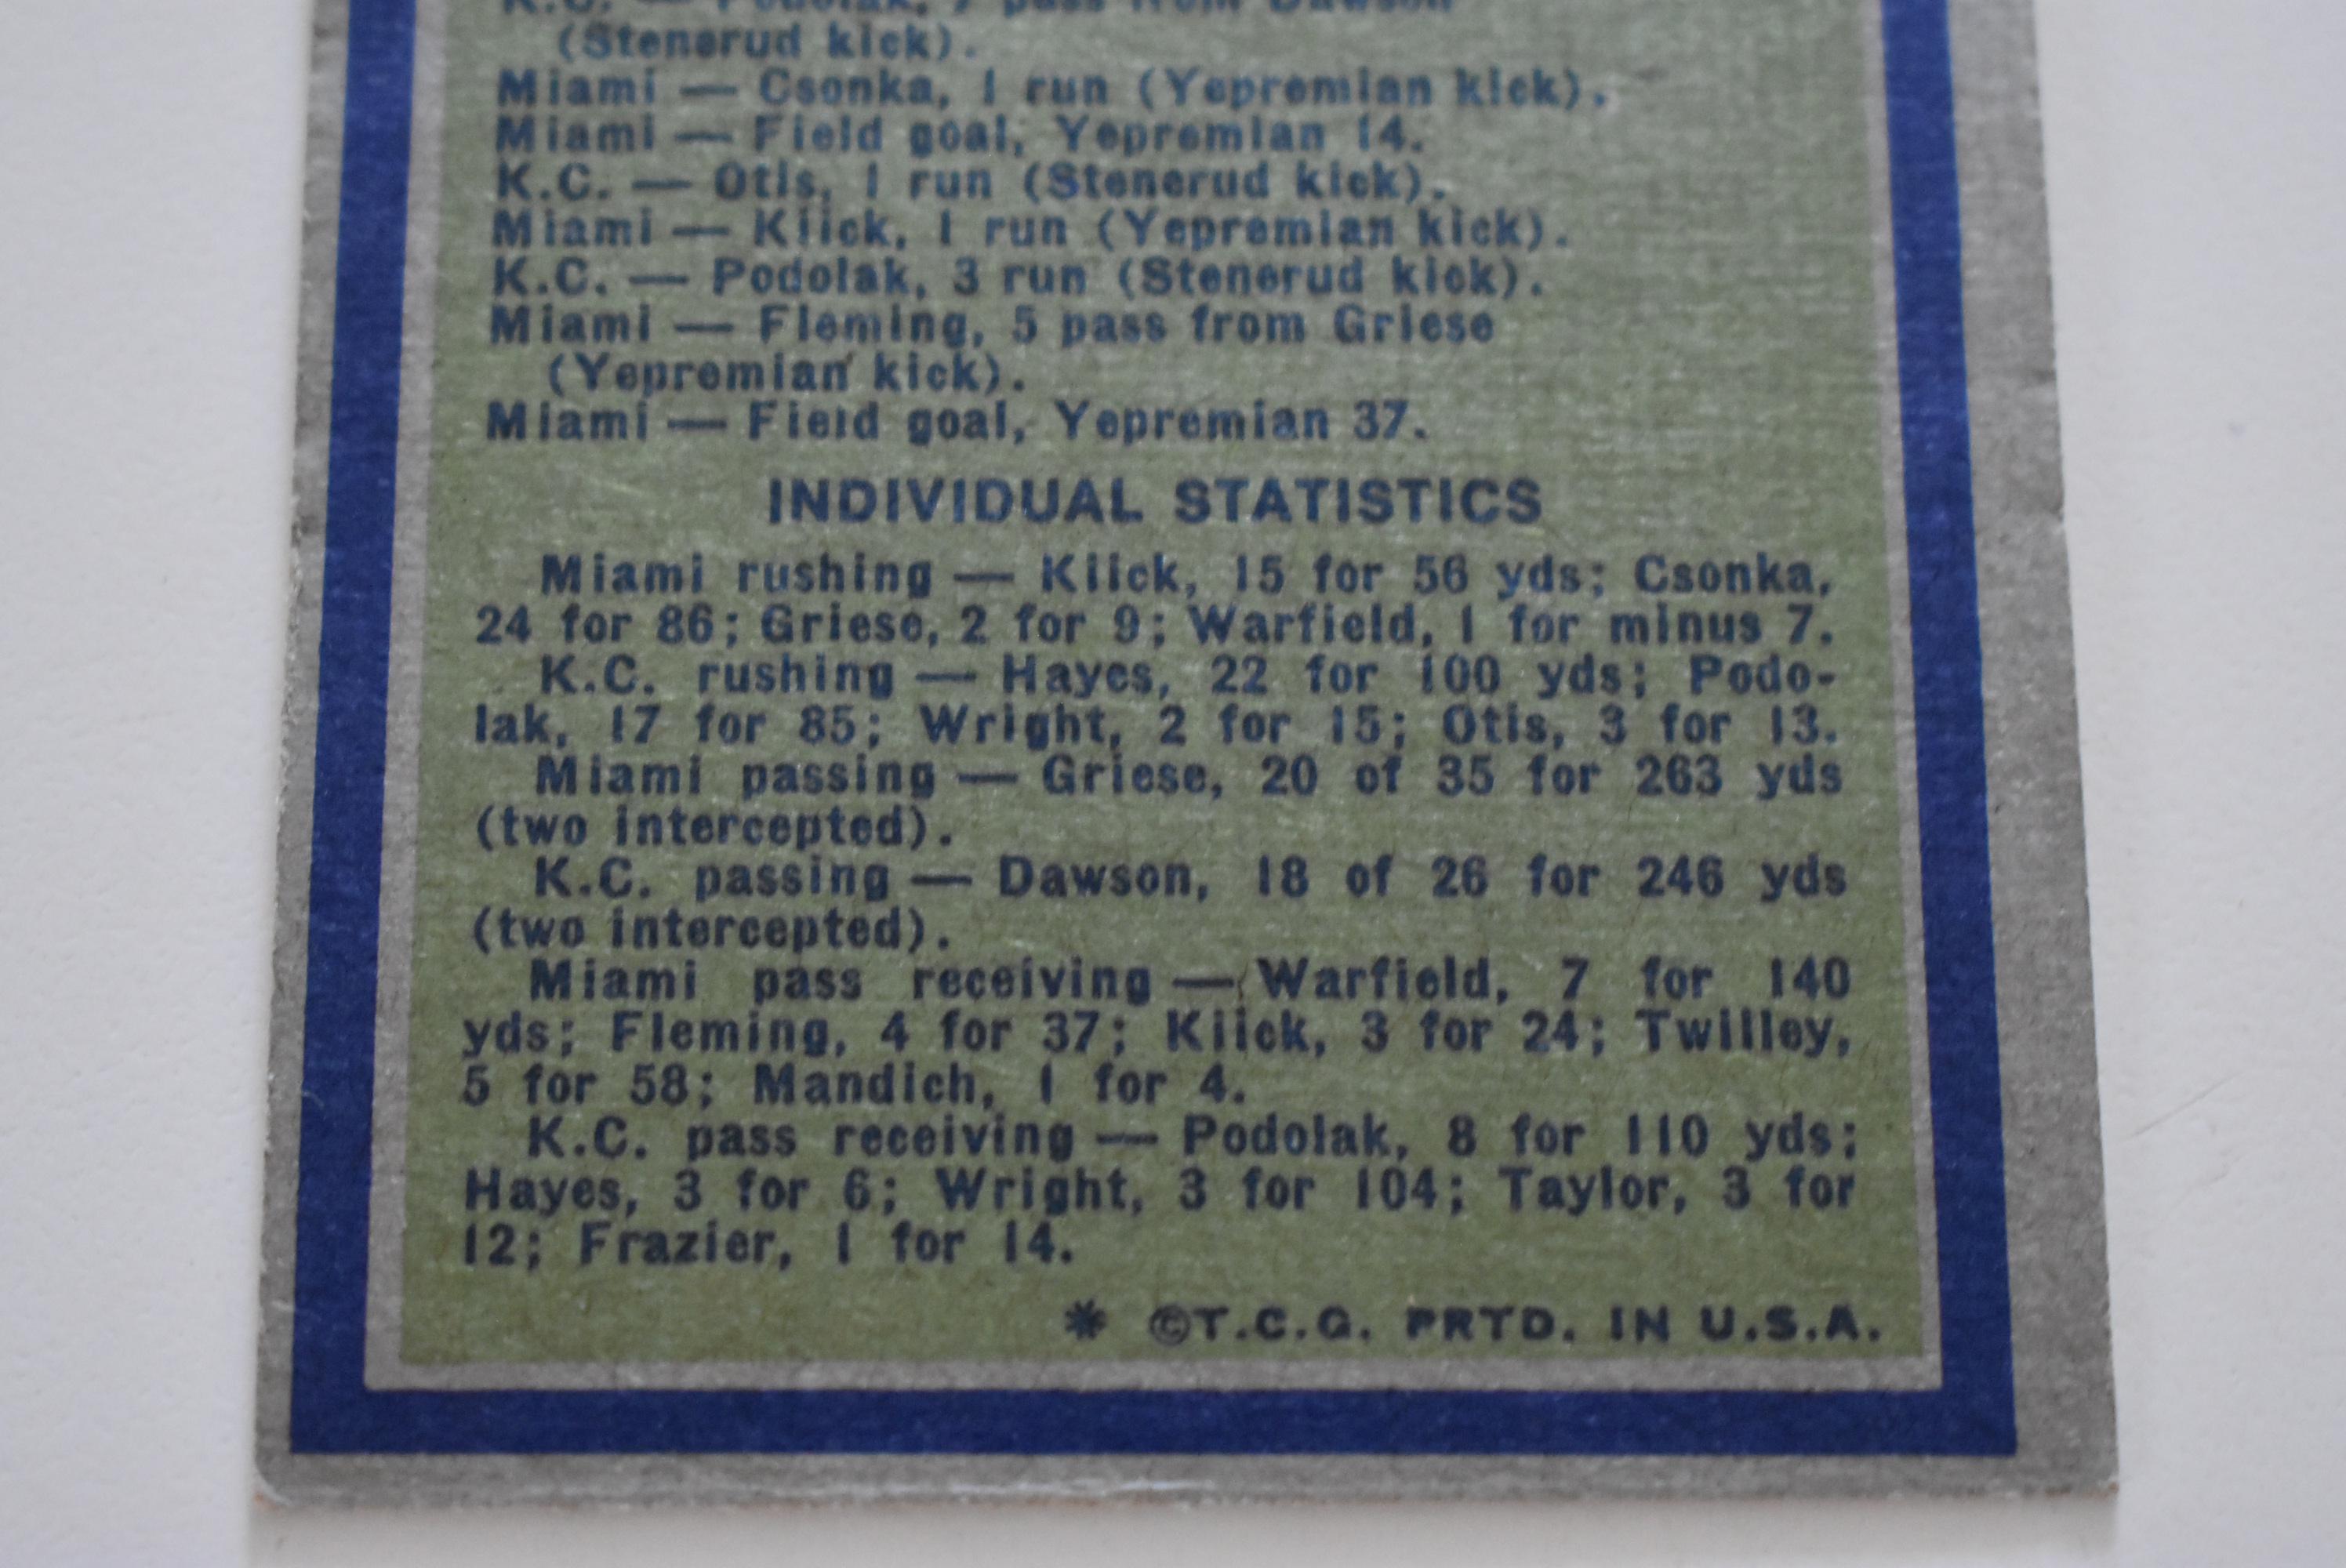 K.C. — Podolak, 7 pass from Dawson
(Stenerud kick).
Miami — Csonka, 1 run (Yepremian kick).
Miami — Field goal, Yepremian 14.
K.C. — Otis, 1 run (Stenerud kick).
Miami — Kiick, 1 run (Yepremian kick).
K.C. — Podolak, 3 run (Stenerud kick).
Miami — Fleming, 5 pass from Griese
(Yepremian kick).
Miami — Field goal, Yepremian 37.
INDIVIDUAL STATISTICS
Miami rushing — Kiick, 15 for 56 yds; Csonka,
24 for 86; Griese, 2 for 9; Warfield, 1 for minus 7.
K.C. rushing — Hayes, 22 for 100 yds; Podo-
lak, 17 for 85; Wright, 2 for 15; Otis, 3 for 13.
Miami passing — Griese, 20 of 35 for 263 yds
(two intercepted).
K.C. passing — Dawson, 18 of 26 for 246 yds
(two intercepted).
Miami pass receiving — Warfield, 7 for 140
yds; Fleming, 4 for 37; Kiick, 3 for 24; Twilley,
5 for 58; Mandich, 1 for 4.
K.C. pass receiving — Podolak, 8 for 110 yds;
Hayes, 3 for 6; Wright, 3 for 104; Taylor, 3 for
12; Frazier, 1 for 14.
* ©T.C.G. PRTD. IN U.S.A.